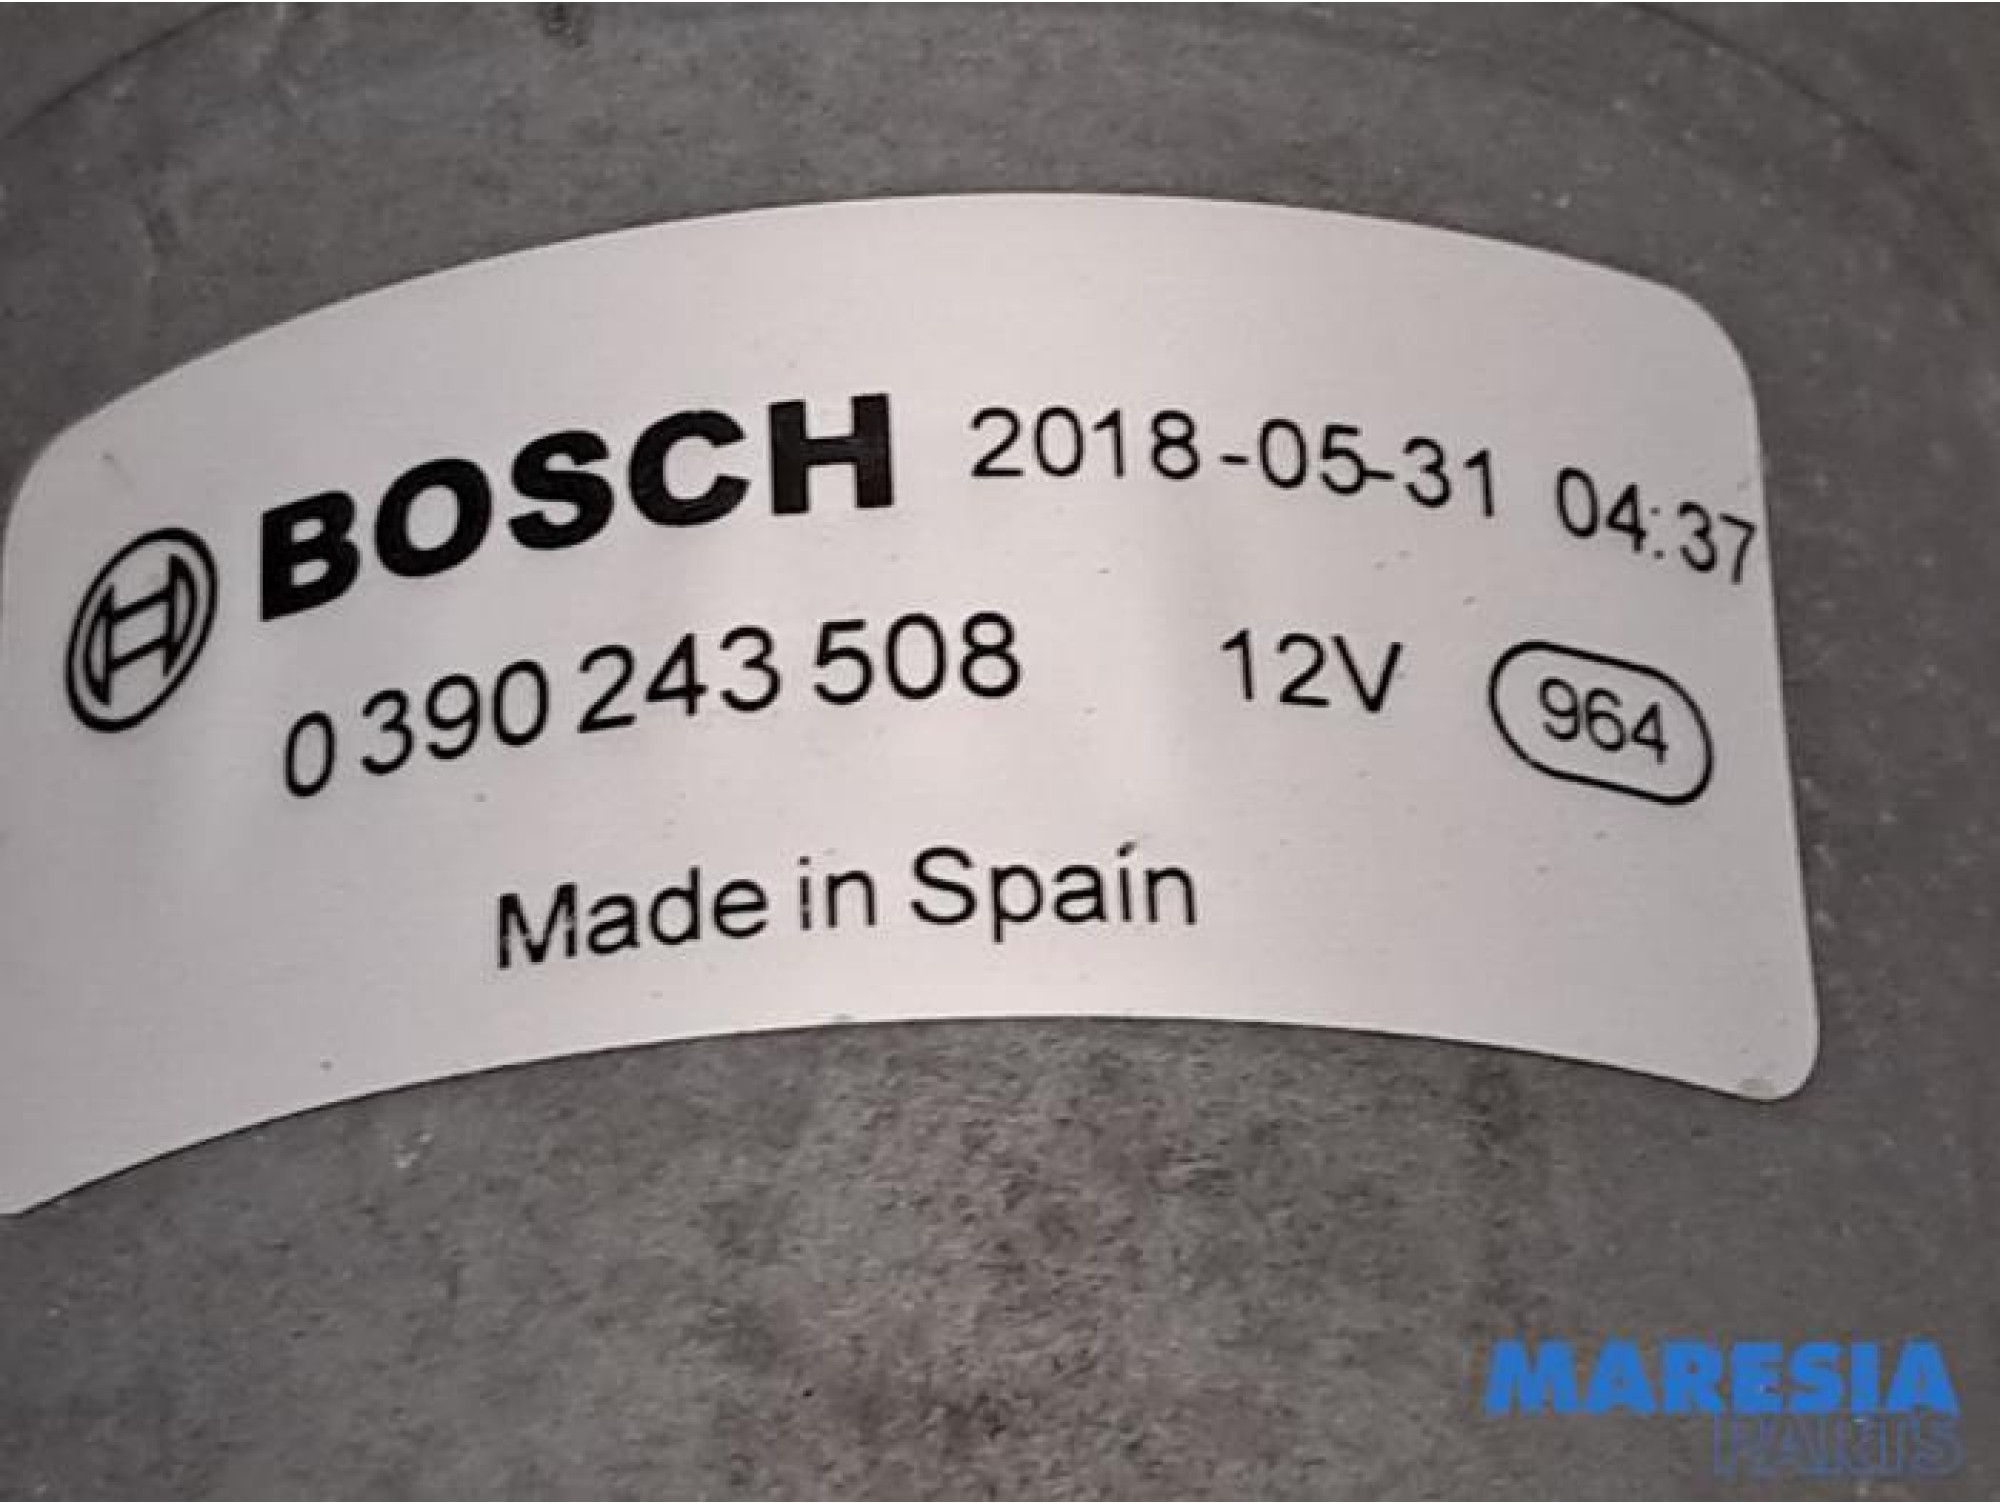 BOSCH 2018-05-31 04:37
0 390 243 508 12V 964
Made in Spain
MARESIA
PARTS